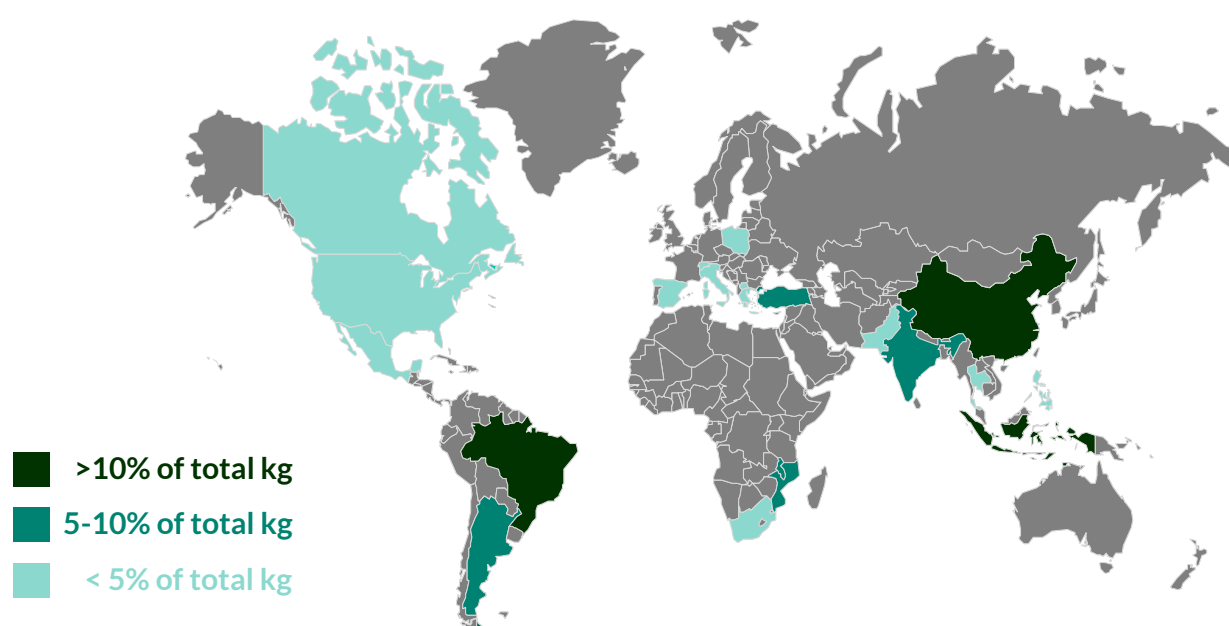 >10% of total kg
5-10% of total kg
< 5% of total kg